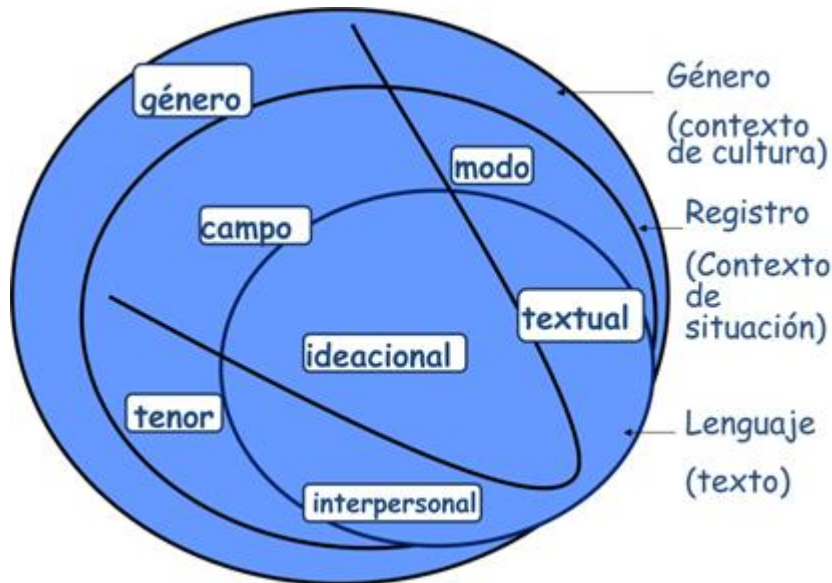 género
modo
campo
textual
ideacional
tenor
interpersonal
Género
(contexto
de cultura)
Registro
(Contexto
de
situación)
Lenguaje
(texto)